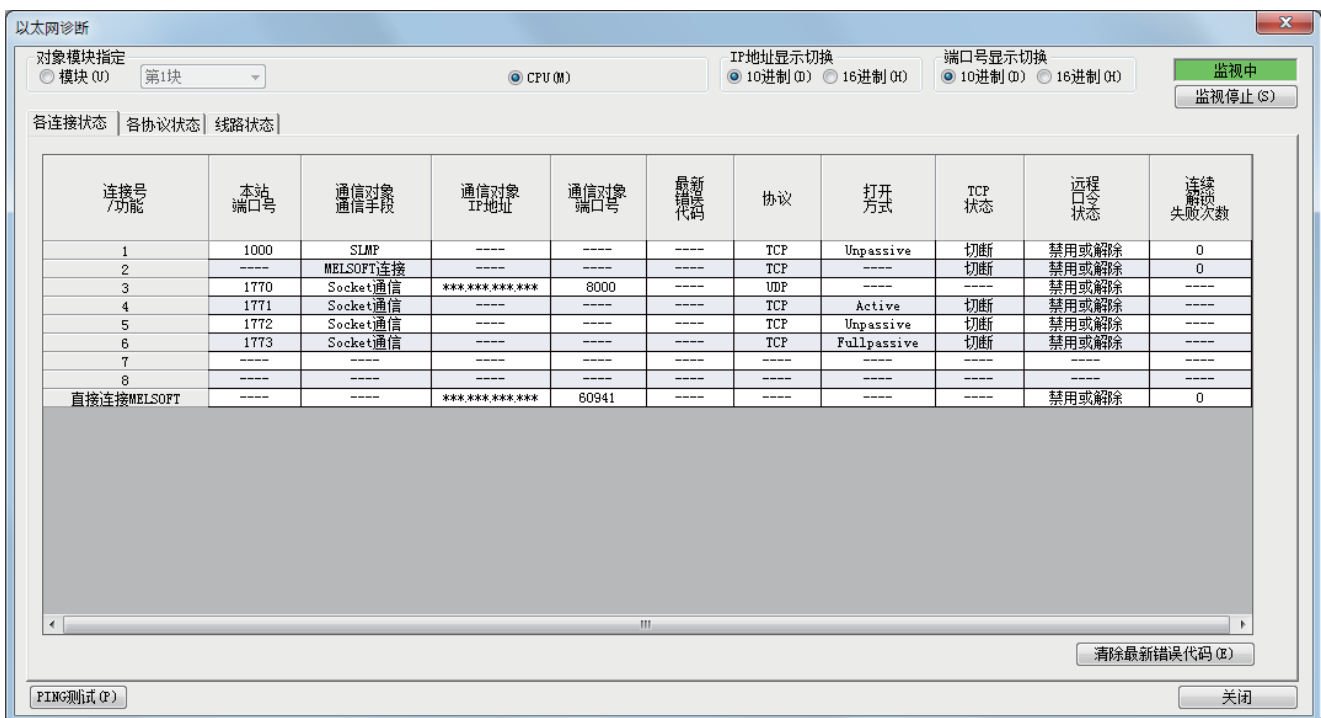 以太网诊断
对象模块指定
模块(U) 第1块 CPU(M)
IP地址显示切换
10进制(D) 16进制(H)
端口号显示切换
10进制(D) 16进制(H)
监视中
监视停止(S)
各连接状态 各协议状态 线路状态
连接号/功能 本站端口号 通信对象通信手段 通信对象IP地址 通信对象端口号 最新错误代码 协议 打开方式 TCP状态 远程口令状态 连续解锁失败次数
1 1000 SLMP ---- ---- ---- TCP Unpassive 切断 禁用或解除 0
2 ---- MELSOFT连接 ---- ---- ---- TCP ---- 切断 禁用或解除 0
3 1770 Socket通信 ***.***.***.*** 8000 ---- UDP ---- ---- 禁用或解除 ----
4 1771 Socket通信 ---- ---- ---- TCP Active 切断 禁用或解除 ----
5 1772 Socket通信 ---- ---- ---- TCP Unpassive 切断 禁用或解除 ----
6 1773 Socket通信 ---- ---- ---- TCP Fullpassive 切断 禁用或解除 ----
7 ---- ---- ---- ---- ---- ---- ---- ---- ---- ----
8 ---- ---- ---- ---- ---- ---- ---- ---- ---- ----
直接连接MELSOFT ---- ---- ***.***.***.*** 60941 ---- ---- ---- ---- 禁用或解除 0
清除最新错误代码(E)
PING测试(P) 关闭